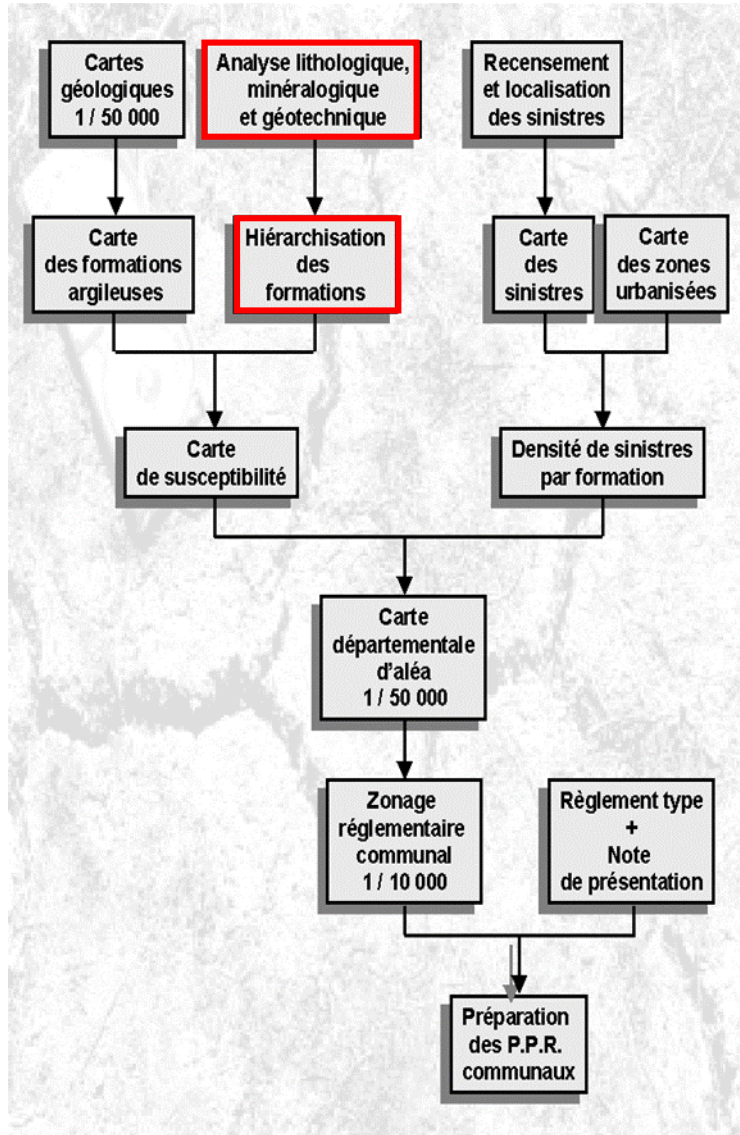 Cartes
géologiques
1 / 50 000
Analyse lithologique,
minéralogique
et géotechnique
Recensement
et localisation
des sinistres
Carte
des formations
argileuses
Hiérarchisation
des
formations
Carte
des
sinistres
Carte
des zones
urbanisées
Carte
de susceptibilité
Densité de sinistres
par formation
Carte
départementale
d'aléa
1 / 50 000
Zonage
réglementaire
communal
1 / 10 000
Règlement type
+
Note
de présentation
Préparation
des P.P.R.
communaux